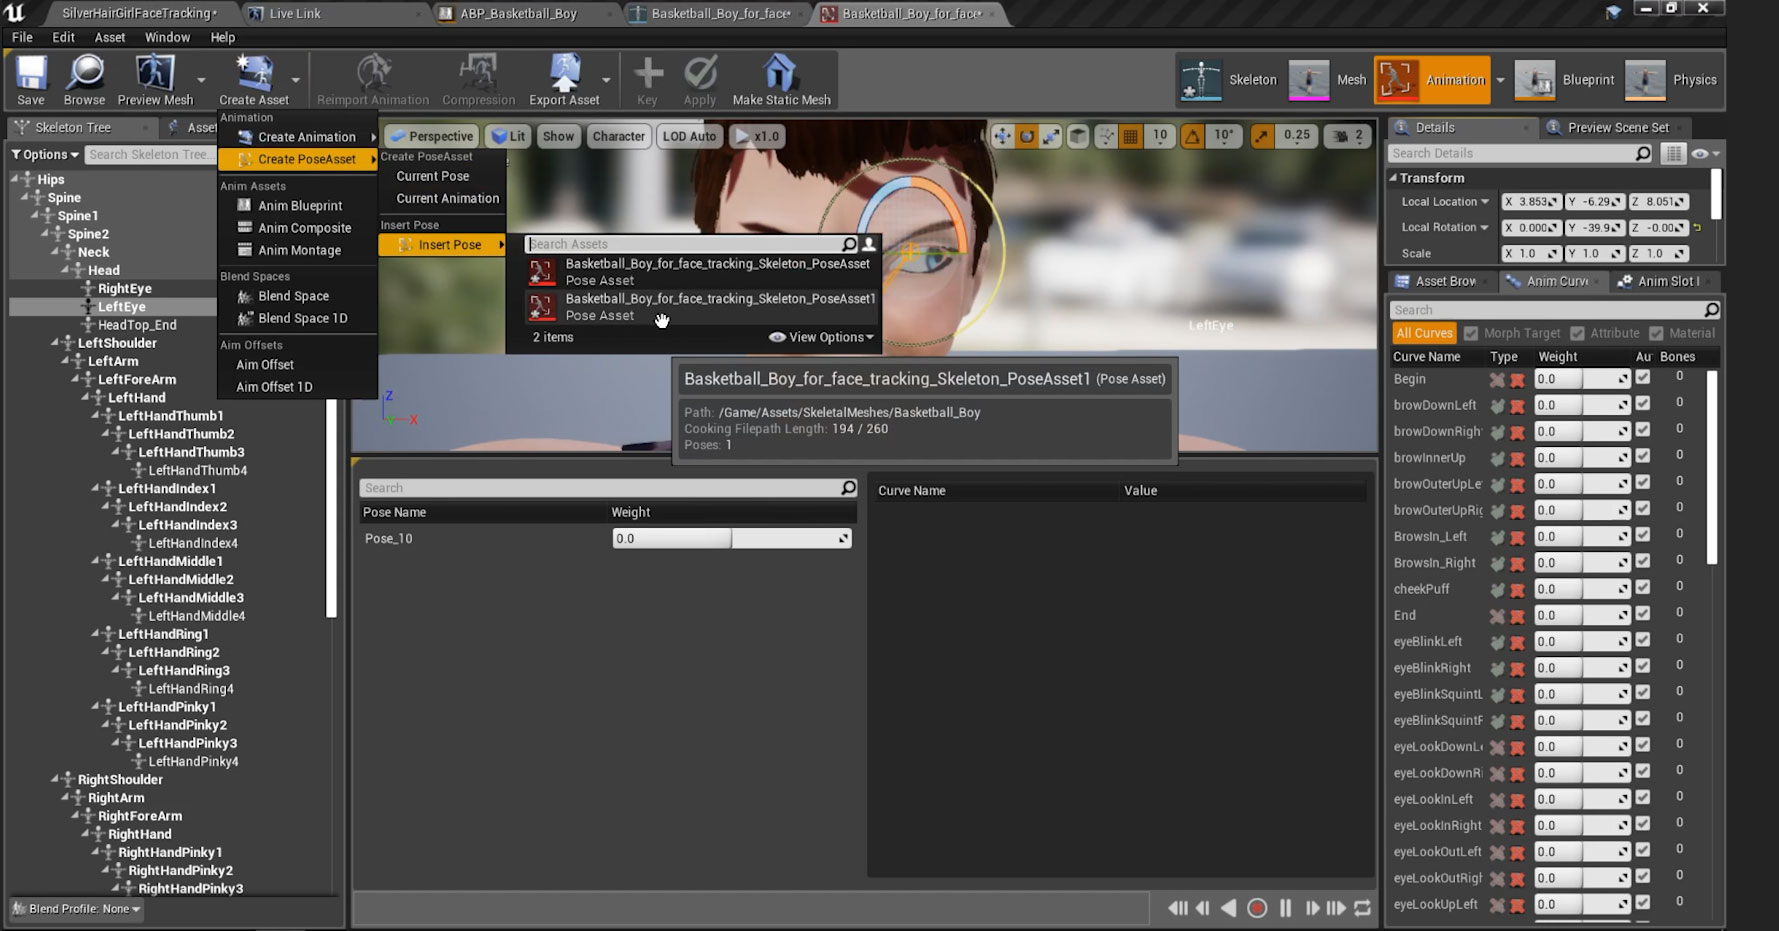 SilverHairGirlFaceTracking*
Live Link
ABP_Basketball_Boy
Basketball_Boy_for_face*
Basketball_Boy_for_face*
File Edit Asset Window Help
Save
Browse
Preview Mesh
Create Asset
Reimport Animation
Compression
Export Asset
Key
Apply
Make Static Mesh
Skeleton
Mesh
Animation
Blueprint
Physics
Skeleton Tree
Asset
Options
Search Skeleton Tree...
Hips
Spine
Spine1
Spine2
Neck
Head
RightEye
LeftEye
HeadTop_End
LeftShoulder
LeftArm
LeftForeArm
LeftHand
LeftHandThumb1
LeftHandThumb2
LeftHandThumb3
LeftHandThumb4
LeftHandIndex1
LeftHandIndex2
LeftHandIndex3
LeftHandIndex4
LeftHandMiddle1
LeftHandMiddle2
LeftHandMiddle3
LeftHandMiddle4
LeftHandRing1
LeftHandRing2
LeftHandRing3
LeftHandRing4
LeftHandPinky1
LeftHandPinky2
LeftHandPinky3
LeftHandPinky4
RightShoulder
RightArm
RightForeArm
RightHand
RightHandPinky1
RightHandPinky2
RightHandPinky3
Blend Profile: None
Animation
Create Animation
Create PoseAsset
Anim Assets
Anim Blueprint
Anim Composite
Anim Montage
Blend Spaces
Blend Space
Blend Space 1D
Aim Offsets
Aim Offset
Aim Offset 1D
Create PoseAsset
Current Pose
Current Animation
Insert Pose
Insert Pose
Perspective
Lit
Show
Character
LOD Auto
x1.0
10
10°
0.25
2
Search Assets
Basketball_Boy_for_face_tracking_Skeleton_PoseAsset
Pose Asset
Basketball_Boy_for_face_tracking_Skeleton_PoseAsset1
Pose Asset
2 items
View Options
LeftEye
Z
X
Basketball_Boy_for_face_tracking_Skeleton_PoseAsset1 (Pose Asset)
Path: /Game/Assets/SkeletalMeshes/Basketball_Boy
Cooking Filepath Length: 194 / 260
Poses: 1
Search
Pose Name Weight
Pose_10 0.0
Curve Name Value
Details
Preview Scene Set
Search Details
Transform
Local Location X 3.853 Y -6.29 Z 8.051
Local Rotation X 0.000 Y -39.9 Z -0.00
Scale X 1.0 Y 1.0 Z 1.0
Asset Brow
Anim Curv
Anim Slot
Search
All Curves Morph Target Attribute Material
Curve Name Type Weight Au Bones
Begin 0.0 0
browDownLeft 0.0 0
browDownRigh 0.0 0
browInnerUp 0.0 0
browOuterUpLe 0.0 0
browOuterUpRig 0.0 0
BrowsIn_Left 0.0 0
BrowsIn_Right 0.0 0
cheekPuff 0.0 0
End 0.0 0
eyeBlinkLeft 0.0 0
eyeBlinkRight 0.0 0
eyeBlinkSquintL 0.0 0
eyeBlinkSquintR 0.0 0
eyeLookDownLe 0.0 0
eyeLookDownRi 0.0 0
eyeLookInLeft 0.0 0
eyeLookInRight 0.0 0
eyeLookOutLeft 0.0 0
eyeLookOutRigh 0.0 0
eyeLookUpLeft 0.0 0